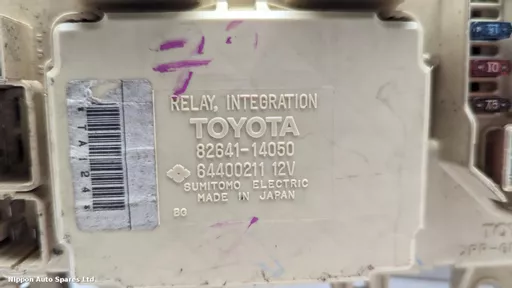 RELAY, INTEGRATION
TOYOTA
82641-14050
64400211 12V
SUMITOMO ELECTRIC
MADE IN JAPAN
BG
15
10
7.5
Nippon Auto Spares Ltd